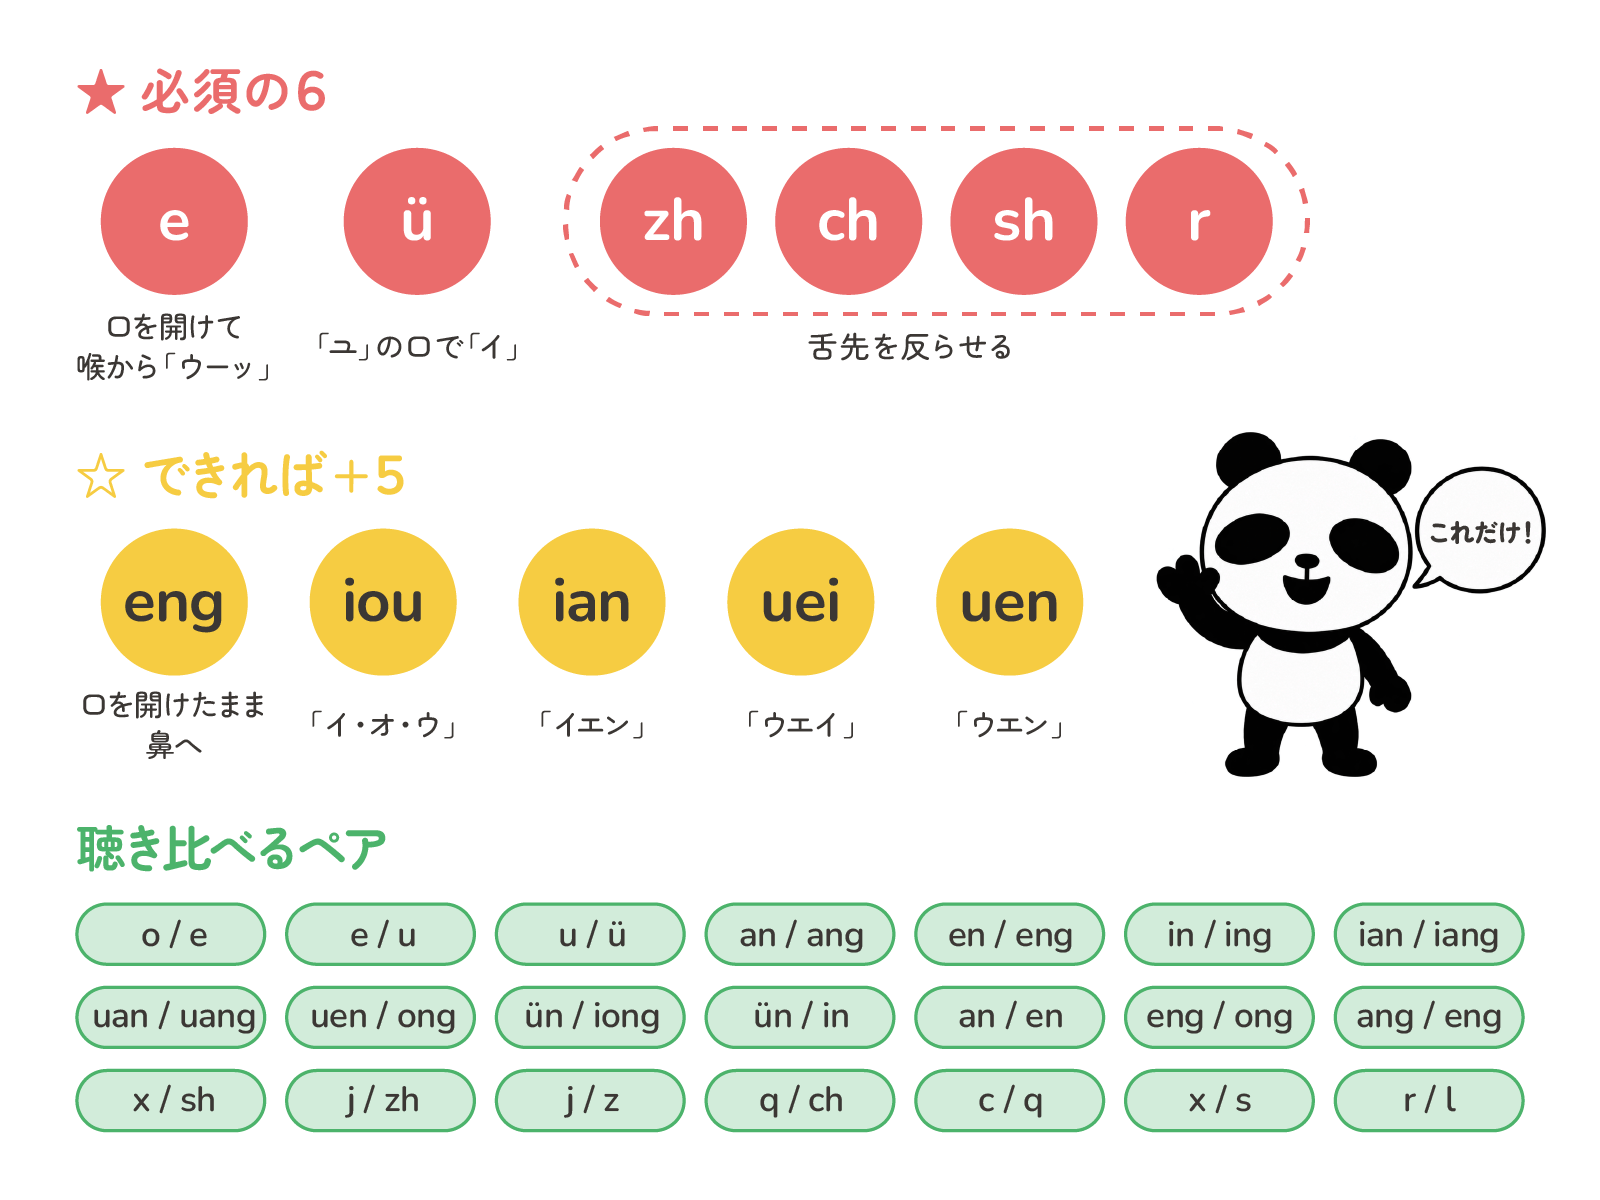 ★ 必須の6
e
ü
zh
ch
sh
r
口を開けて
喉から「ウーッ」
「ユ」の口で「イ」
舌先を反らせる
☆ できれば＋5
eng
iou
ian
uei
uen
口を開けたまま
鼻へ
「イ・オ・ウ」
「イエン」
「ウエイ」
「ウエン」
これだけ！
聴き比べるペア
o / e
e / u
u / ü
an / ang
en / eng
in / ing
ian / iang
uan / uang
uen / ong
ün / iong
ün / in
an / en
eng / ong
ang / eng
x / sh
j / zh
j / z
q / ch
c / q
x / s
r / l